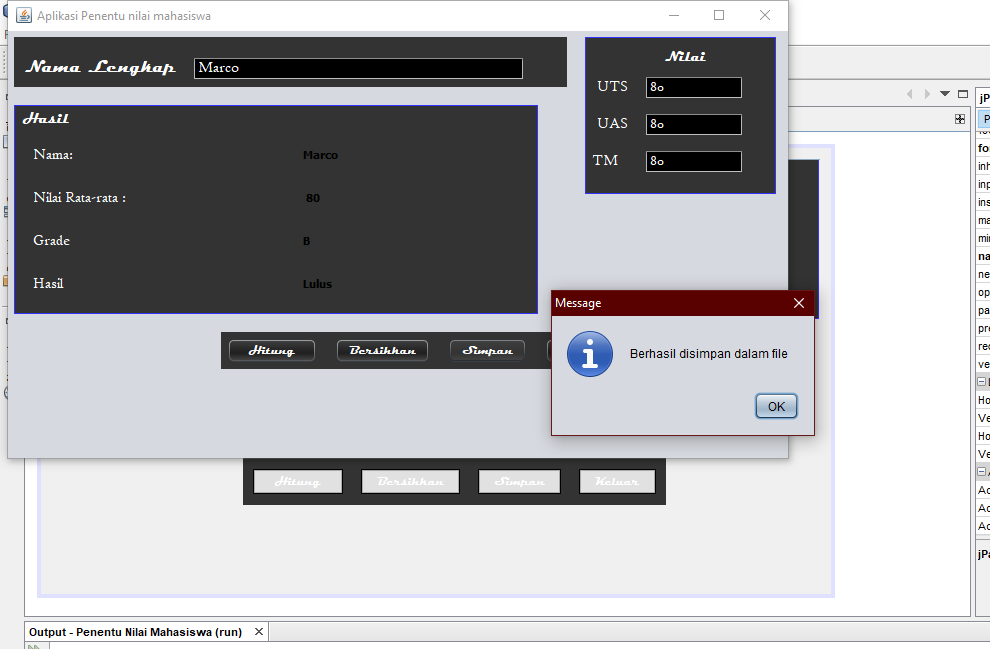 Aplikasi Penentu nilai mahasiswa
Nama Lengkap
Marco
Nilai
UTS
80
UAS
80
TM
80
Hasil
Nama:
Marco
Nilai Rata-rata :
80
Grade
B
Hasil
Lulus
Hitung
Bersihkan
Simpan
Message
Berhasil disimpan dalam file
OK
Hitung
Bersihkan
Simpan
Keluar
Output - Penentu Nilai Mahasiswa (run)